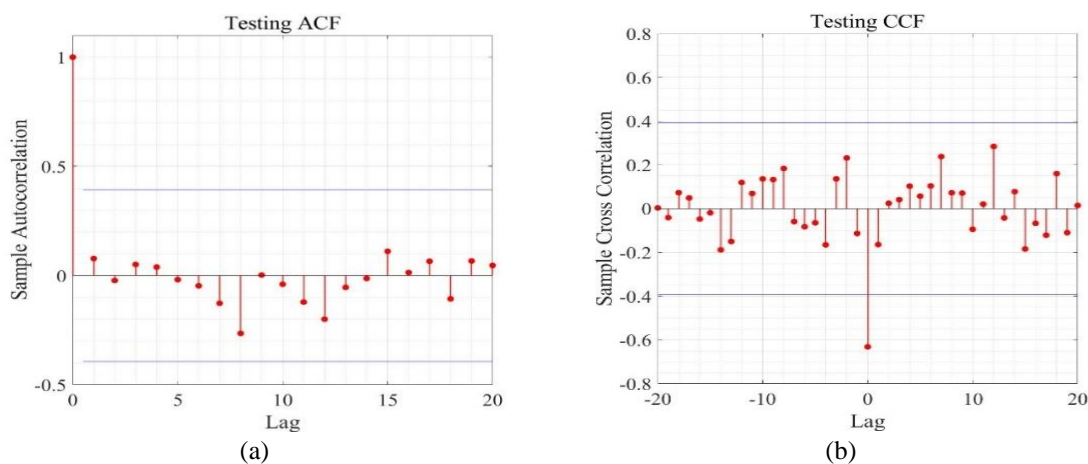 Testing ACF
1
0.5
0
-0.5
Sample Autocorrelation
0 5 10 15 20
Lag
(a)
Testing CCF
0.8
0.6
0.4
0.2
0
-0.2
-0.4
-0.6
-0.8
Sample Cross Correlation
-20 -10 0 10 20
Lag
(b)